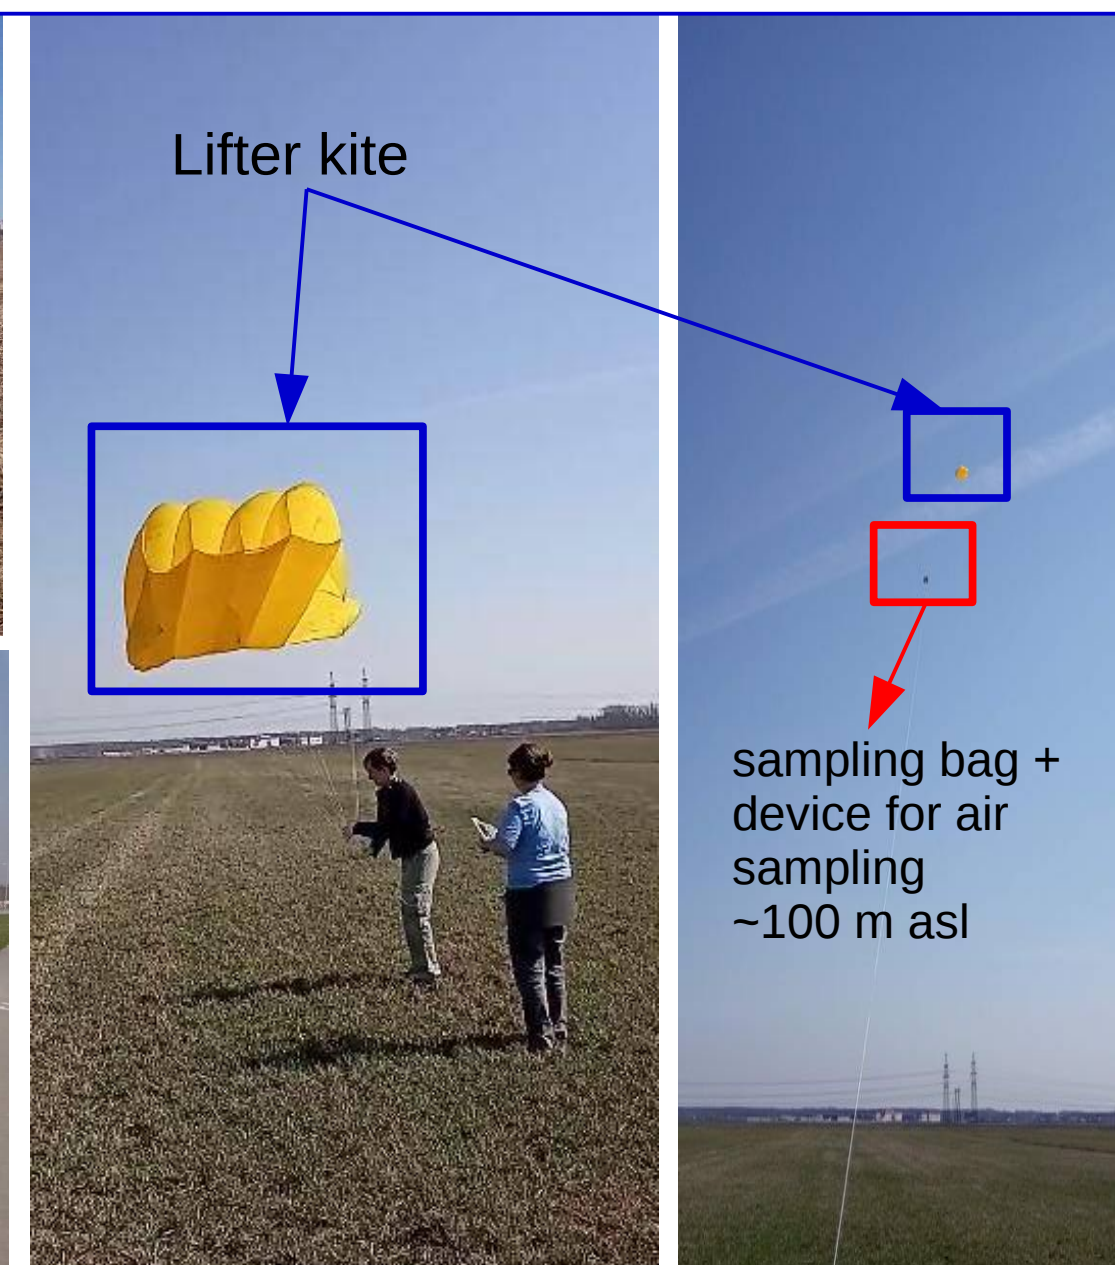 Lifter kite
sampling bag +
device for air
sampling
~100 m asl